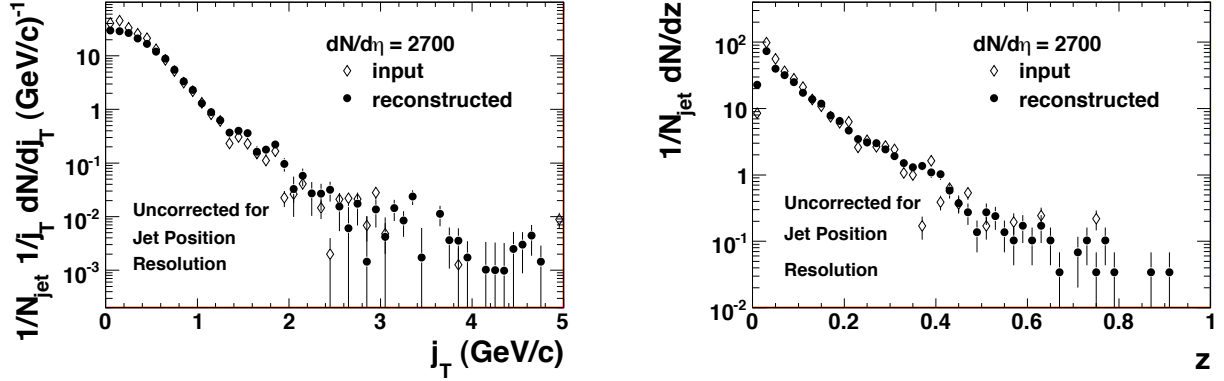 1/N_jet 1/j_T dN/dj_T (GeV/c)^-1
10
1
10^-1
10^-2
10^-3
dN/dη = 2700
input
reconstructed
Uncorrected for
Jet Position
Resolution
0 1 2 3 4 5
j_T (GeV/c)
1/N_jet dN/dz
10^2
10
1
10^-1
10^-2
dN/dη = 2700
input
reconstructed
Uncorrected for
Jet Position
Resolution
0 0.2 0.4 0.6 0.8 1
z